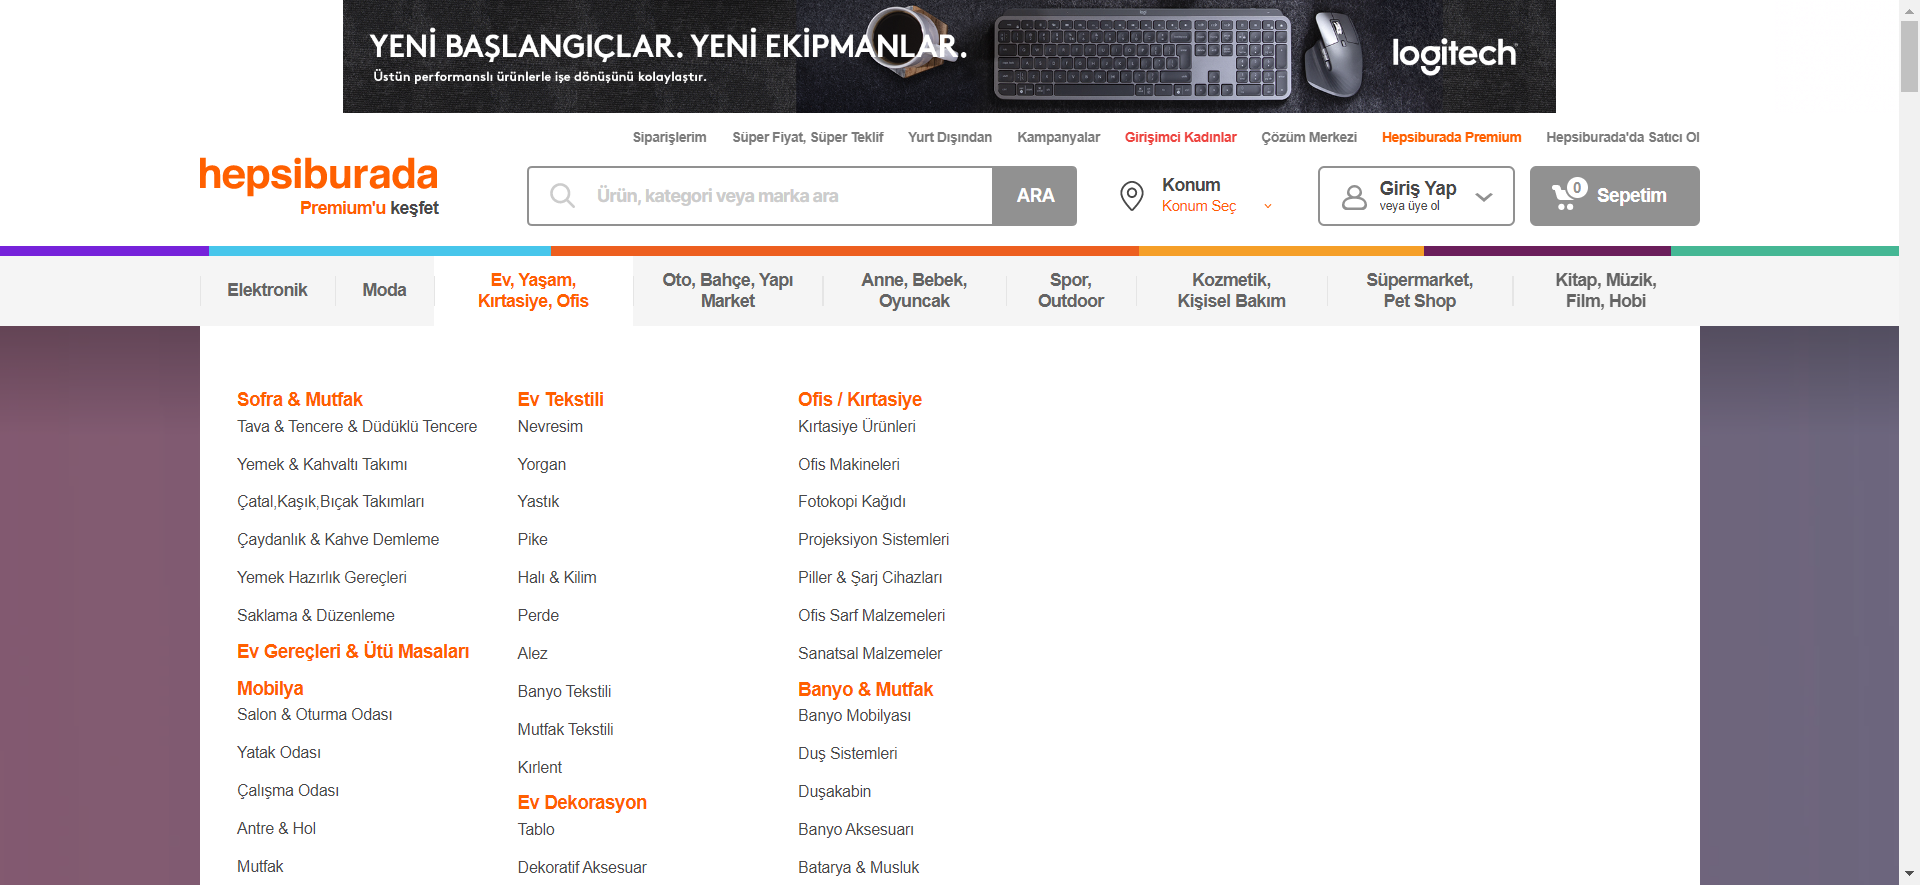 YENİ BAŞLANGIÇLAR. YENİ EKİPMANLAR.
Üstün performanslı ürünlerle işe dönüşünü kolaylaştır.
logitech
Siparişlerim
Süper Fiyat, Süper Teklif
Yurt Dışından
Kampanyalar
Girişimci Kadınlar
Çözüm Merkezi
Hepsiburada Premium
Hepsiburada'da Satıcı Ol
hepsiburada
Premium'u keşfet
Ürün, kategori veya marka ara
ARA
Konum
Konum Seç
Giriş Yap
veya üye ol
0
Sepetim
Elektronik
Moda
Ev, Yaşam,
Kırtasiye, Ofis
Oto, Bahçe, Yapı
Market
Anne, Bebek,
Oyuncak
Spor,
Outdoor
Kozmetik,
Kişisel Bakım
Süpermarket,
Pet Shop
Kitap, Müzik,
Film, Hobi
Sofra & Mutfak
Tava & Tencere & Düdüklü Tencere
Yemek & Kahvaltı Takımı
Çatal,Kaşık,Bıçak Takımları
Çaydanlık & Kahve Demleme
Yemek Hazırlık Gereçleri
Saklama & Düzenleme
Ev Gereçleri & Ütü Masaları
Mobilya
Salon & Oturma Odası
Yatak Odası
Çalışma Odası
Antre & Hol
Mutfak
Ev Tekstili
Nevresim
Yorgan
Yastık
Pike
Halı & Kilim
Perde
Alez
Banyo Tekstili
Mutfak Tekstili
Kırlent
Ev Dekorasyon
Tablo
Dekoratif Aksesuar
Ofis / Kırtasiye
Kırtasiye Ürünleri
Ofis Makineleri
Fotokopi Kağıdı
Projeksiyon Sistemleri
Piller & Şarj Cihazları
Ofis Sarf Malzemeleri
Sanatsal Malzemeler
Banyo & Mutfak
Banyo Mobilyası
Duş Sistemleri
Duşakabin
Banyo Aksesuarı
Batarya & Musluk